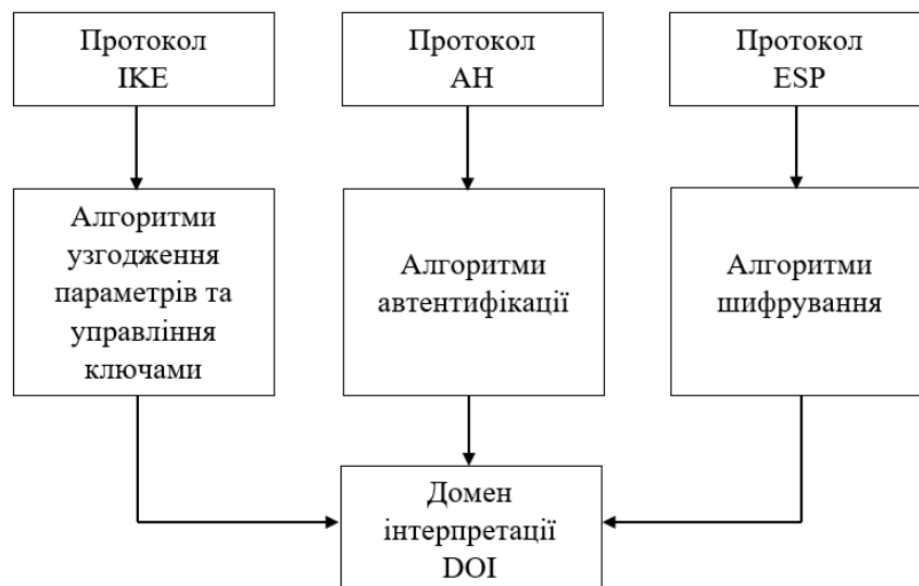 Протокол
IKE
Протокол
AH
Протокол
ESP
Алгоритми
узгодження
параметрів та
управління
ключами
Алгоритми
автентифікації
Алгоритми
шифрування
Домен
інтерпретації
DOI